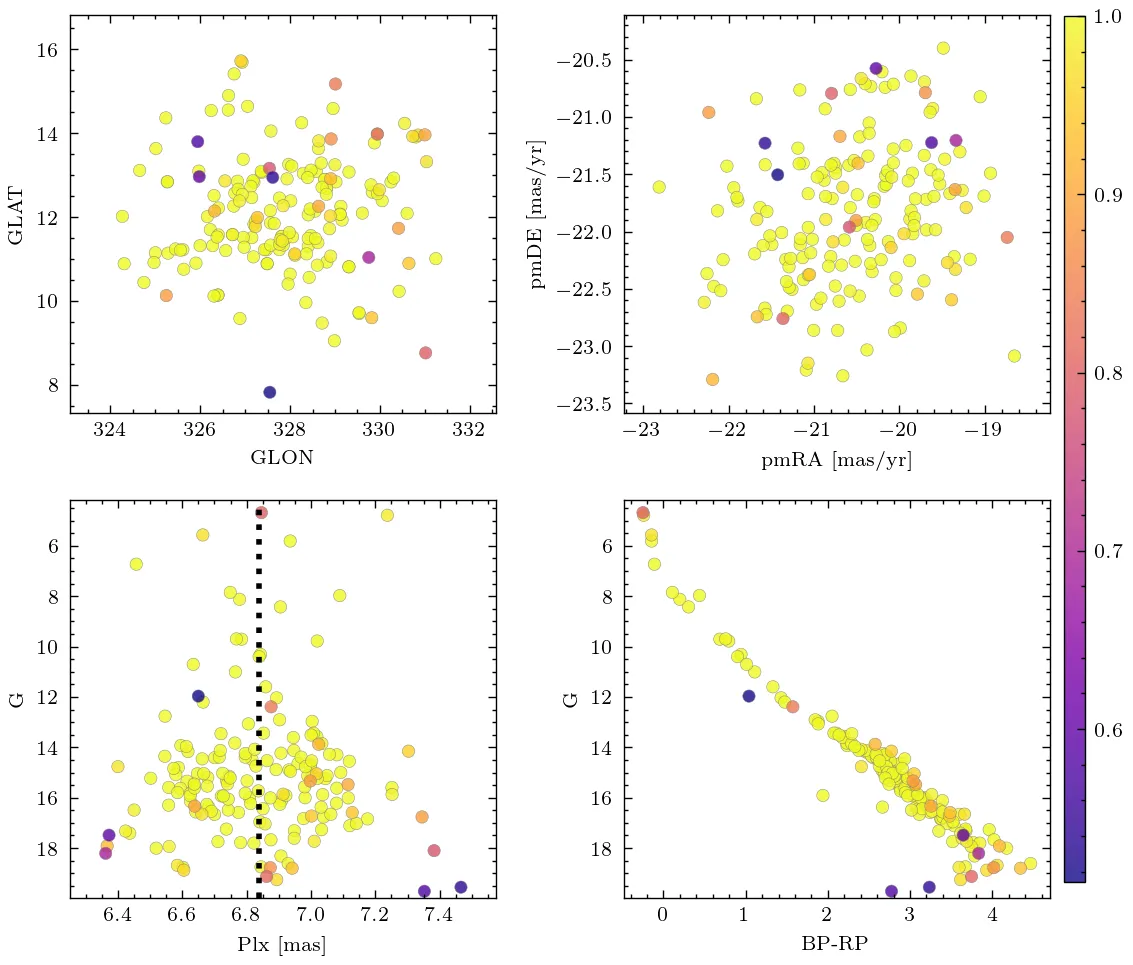 16
14
12
10
8
GLAT
324 326 328 330 332
GLON
−20.5
−21.0
−21.5
−22.0
−22.5
−23.0
−23.5
pmDE [mas/yr]
−23 −22 −21 −20 −19
pmRA [mas/yr]
6
8
10
12
14
16
18
G
6.4 6.6 6.8 7.0 7.2 7.4
Plx [mas]
6
8
10
12
14
16
18
G
0 1 2 3 4
BP-RP
1.0
0.9
0.8
0.7
0.6